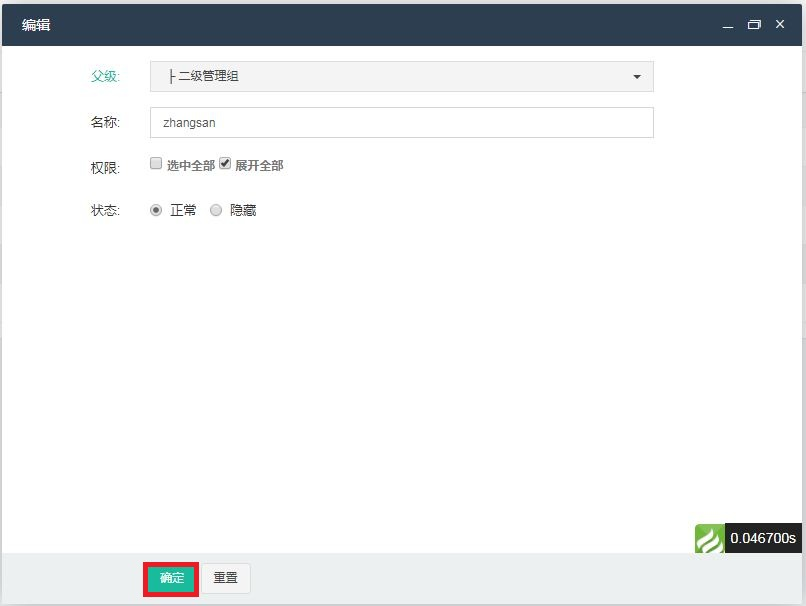 编辑
父级: ├ 二级管理组
名称: zhangsan
权限: 选中全部 展开全部
状态: 正常 隐藏
0.046700s
确定 重置